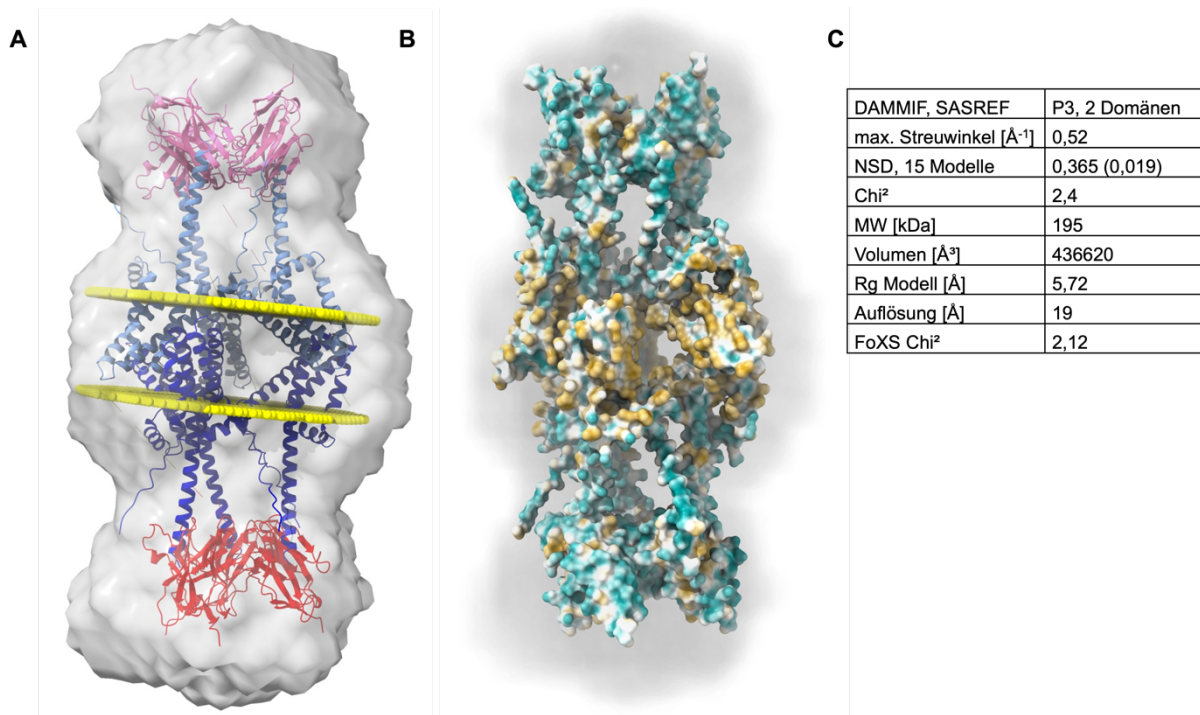 A
B
C
DAMMIF, SASREF P3, 2 Domänen
max. Streuwinkel [Å⁻¹] 0,52
NSD, 15 Modelle 0,365 (0,019)
Chi² 2,4
MW [kDa] 195
Volumen [Å³] 436620
Rg Modell [Å] 5,72
Auflösung [Å] 19
FoXS Chi² 2,12